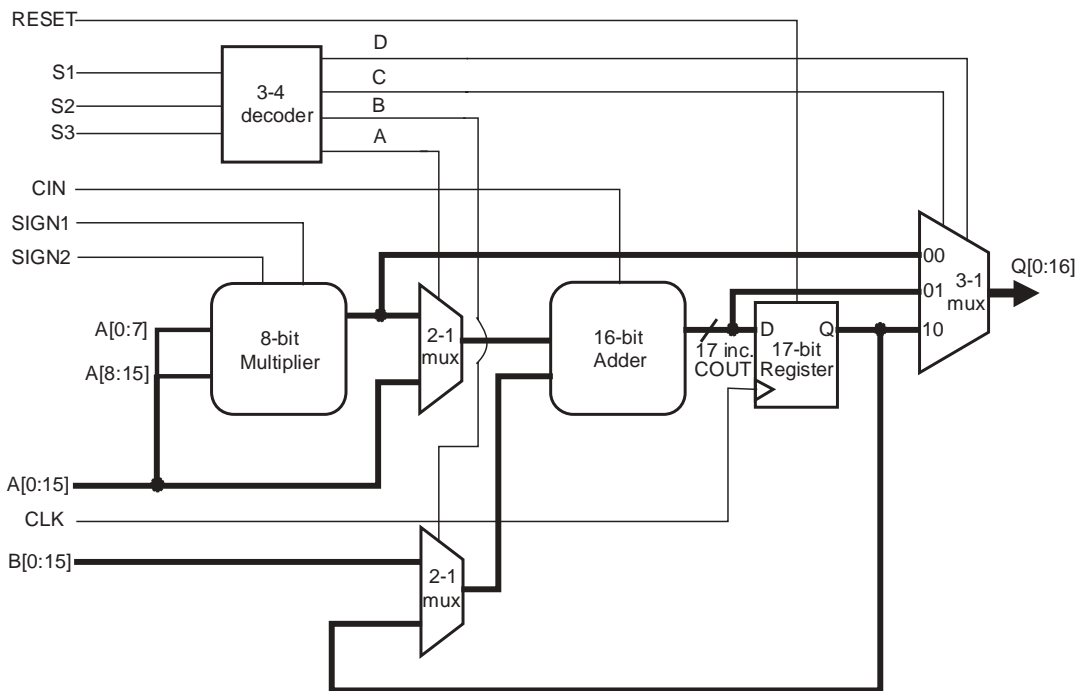 RESET
D
S1
3-4
decoder
C
S2
B
S3
A
CIN
SIGN1
SIGN2
00
Q[0:16]
3-1
mux
01
A[0:7]
8-bit
Multiplier
2-1
mux
16-bit
Adder
17 inc.
COUT
D
Q
17-bit
Register
10
A[8:15]
A[0:15]
CLK
B[0:15]
2-1
mux